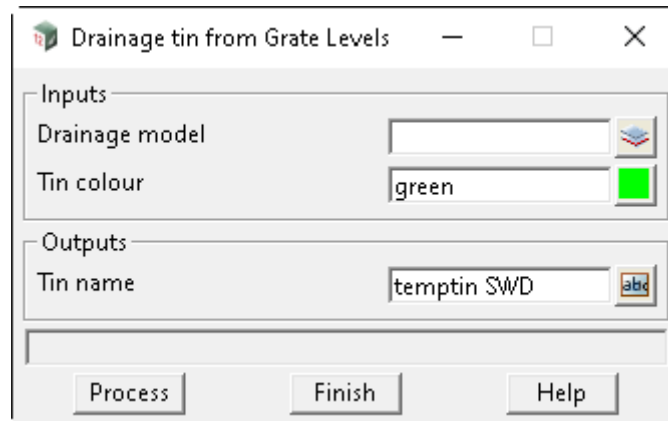 Drainage tin from Grate Levels
Inputs
Drainage model
Tin colour green
Outputs
Tin name temptin SWD abc
Process Finish Help